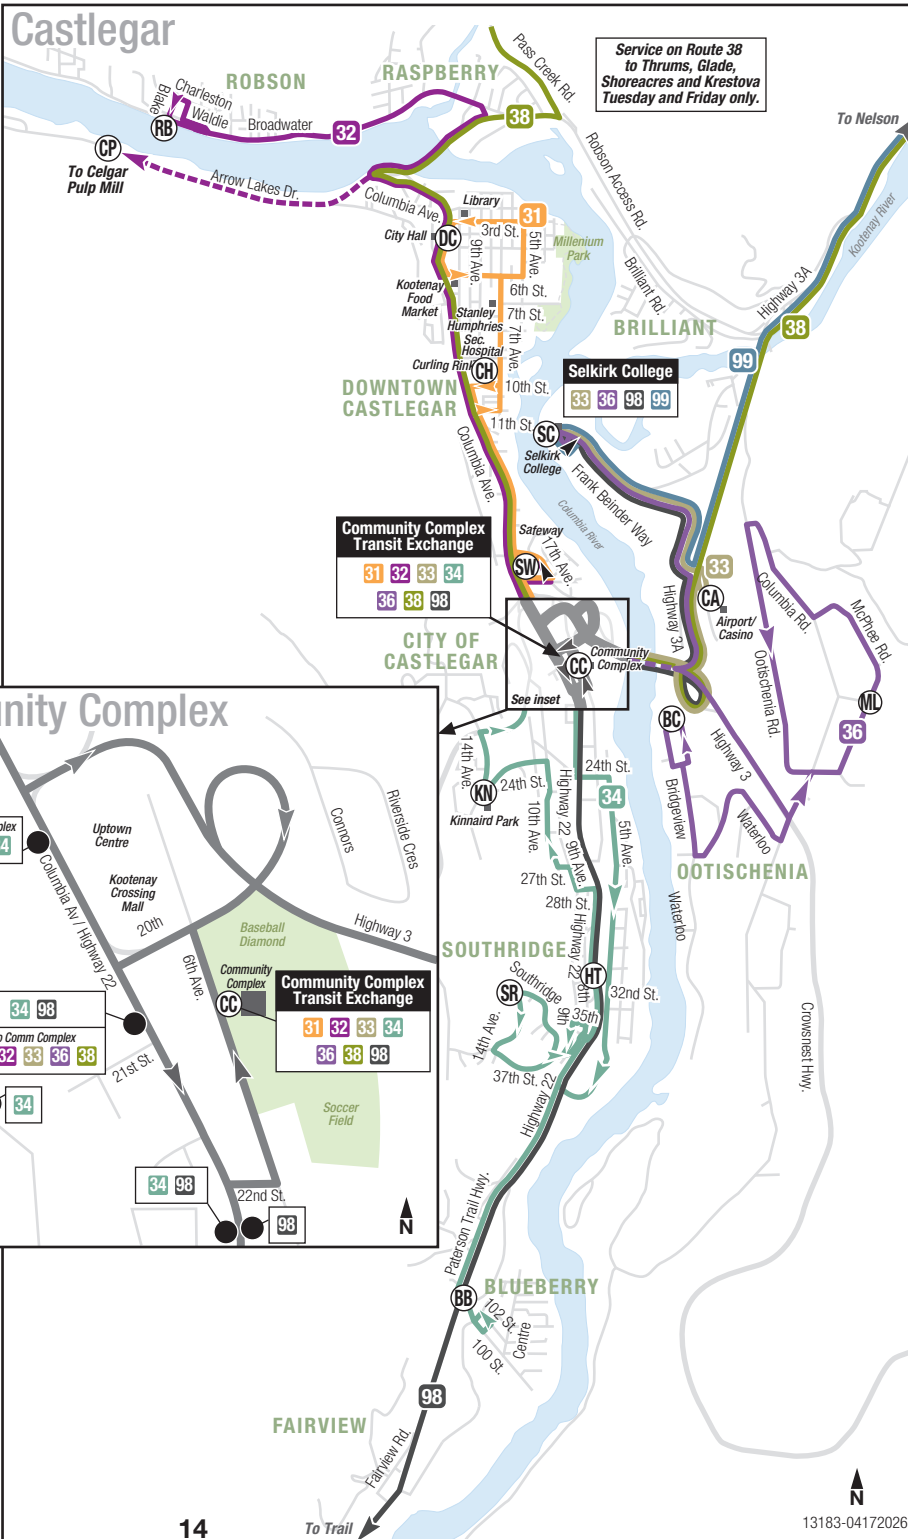 Castlegar
Service on Route 38
to Thrums, Glade,
Shoreacres and Krestova
Tuesday and Friday only.
Pass Creek Rd.
RASPBERRY
ROBSON
Charleston
Blake
Waldie
Broadwater
RB
32
38
To Nelson
CP
To Celgar
Pulp Mill
Arrow Lakes Dr.
Robson Access Rd.
Columbia Ave.
Library
31
3rd St.
City Hall
DC
9th Ave.
5th Ave.
Millenium
Park
Kootenay River
Brilliant Rd.
Highway 3A
Kootenay
Food
Market
6th St.
Stanley
Humphries
Sec.
7th St.
7th Ave.
BRILLIANT
38
99
Hospital
Curling Rink
CH
10th St.
DOWNTOWN
CASTLEGAR
Selkirk College
33 36 98 99
11th St.
SC
Selkirk
College
Columbia Ave.
Frank Beinder Way
Columbia River
Community Complex
Transit Exchange
31 32 33 34
36 38 98
Safeway
SW
17th Ave.
33
CA
Airport/
Casino
Highway 3A
Columbia Rd.
McPhee Rd.
Ootischenia Rd.
CITY OF
CASTLEGAR
Community
Complex
CC
See inset
BC
ML
36
Highway 3
14th Ave.
24th St.
24th St.
KN
Kinnaird Park
10th Ave.
Highway 22
9th Ave.
34
5th Ave.
Bridgeview
Waterloo
OOTISCHENIA
27th St.
28th St.
Waterloo
SOUTHRIDGE
Highway 22
6th
HT
32nd St.
SR
Southridge
9th
35th
14th Ave.
37th St.
Highway 22
Crowsnest Hwy.
nity Complex
Uptown
Centre
Connors
Riverside Cres
plex
4
Kootenay
Crossing
Mall
Columbia Av / Highway 22
20th
Baseball
Diamond
Highway 3
6th Ave.
Community
Complex
CC
Community Complex
Transit Exchange
31 32 33 34
36 38 98
34 98
o Comm Complex
32 33 36 38
21st St.
34
Soccer
Field
34 98
22nd St.
98
N
Paterson Trail Hwy.
BLUEBERRY
BB
102 St.
Centre
100 St.
98
FAIRVIEW
Fairview Rd.
To Trail
14
N
13183-04172026